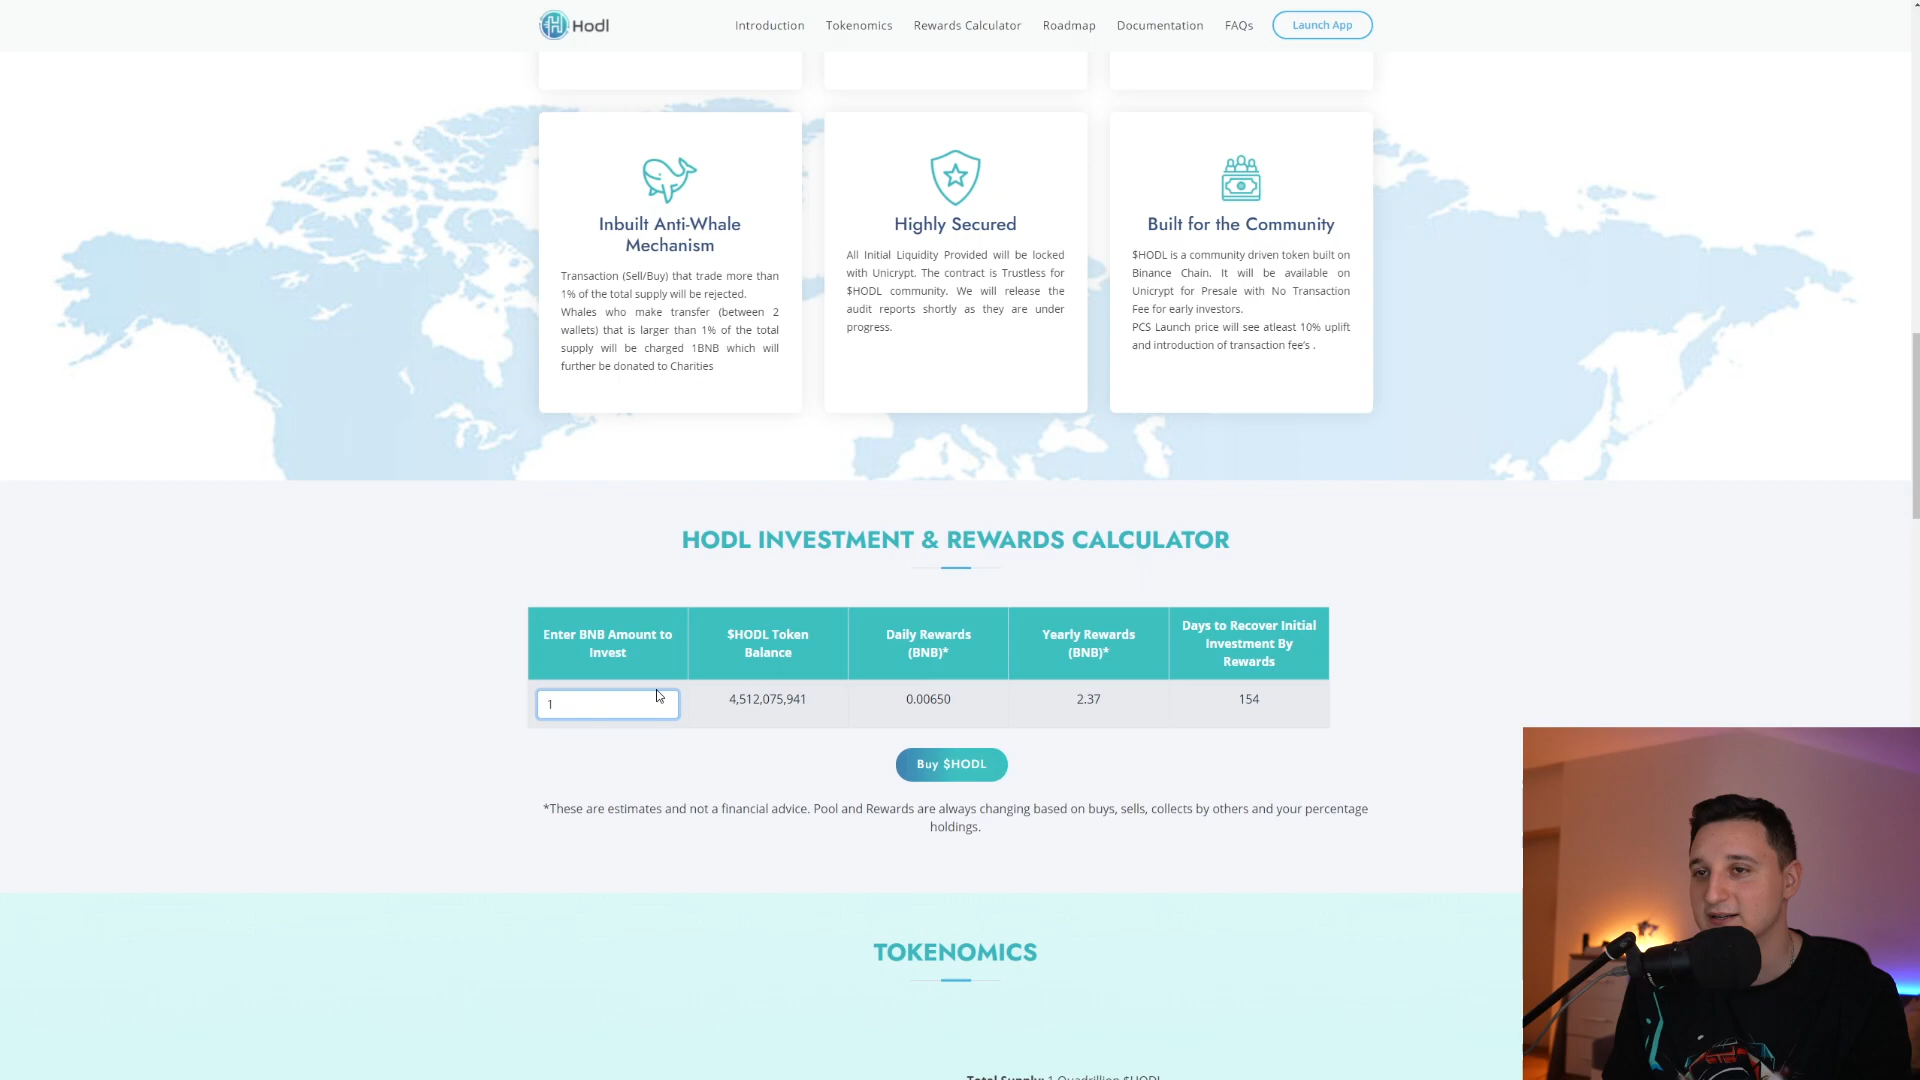 Hodl
Introduction
Tokenomics
Rewards Calculator
Roadmap
Documentation
FAQs
Launch App
Inbuilt Anti-Whale
Mechanism
Transaction (Sell/Buy) that trade more than
1% of the total supply will be rejected.
Whales who make transfer (between 2
wallets) that is larger than 1% of the total
supply will be charged 1BNB which will
further be donated to Charities
Highly Secured
All Initial Liquidity Provided will be locked
with Unicrypt. The contract is Trustless for
$HODL community. We will release the
audit reports shortly as they are under
progress.
Built for the Community
$HODL is a community driven token built on
Binance Chain. It will be available on
Unicrypt for Presale with No Transaction
Fee for early investors.
PCS Launch price will see atleast 10% uplift
and introduction of transaction fee's .
HODL INVESTMENT & REWARDS CALCULATOR
Enter BNB Amount to
Invest
$HODL Token
Balance
Daily Rewards
(BNB)*
Yearly Rewards
(BNB)*
Days to Recover Initial
Investment By
Rewards
1
4,512,075,941
0.00650
2.37
154
Buy $HODL
*These are estimates and not a financial advice. Pool and Rewards are always changing based on buys, sells, collects by others and your percentage
holdings.
TOKENOMICS
Total Supply: 1 Quadrillion $HODL